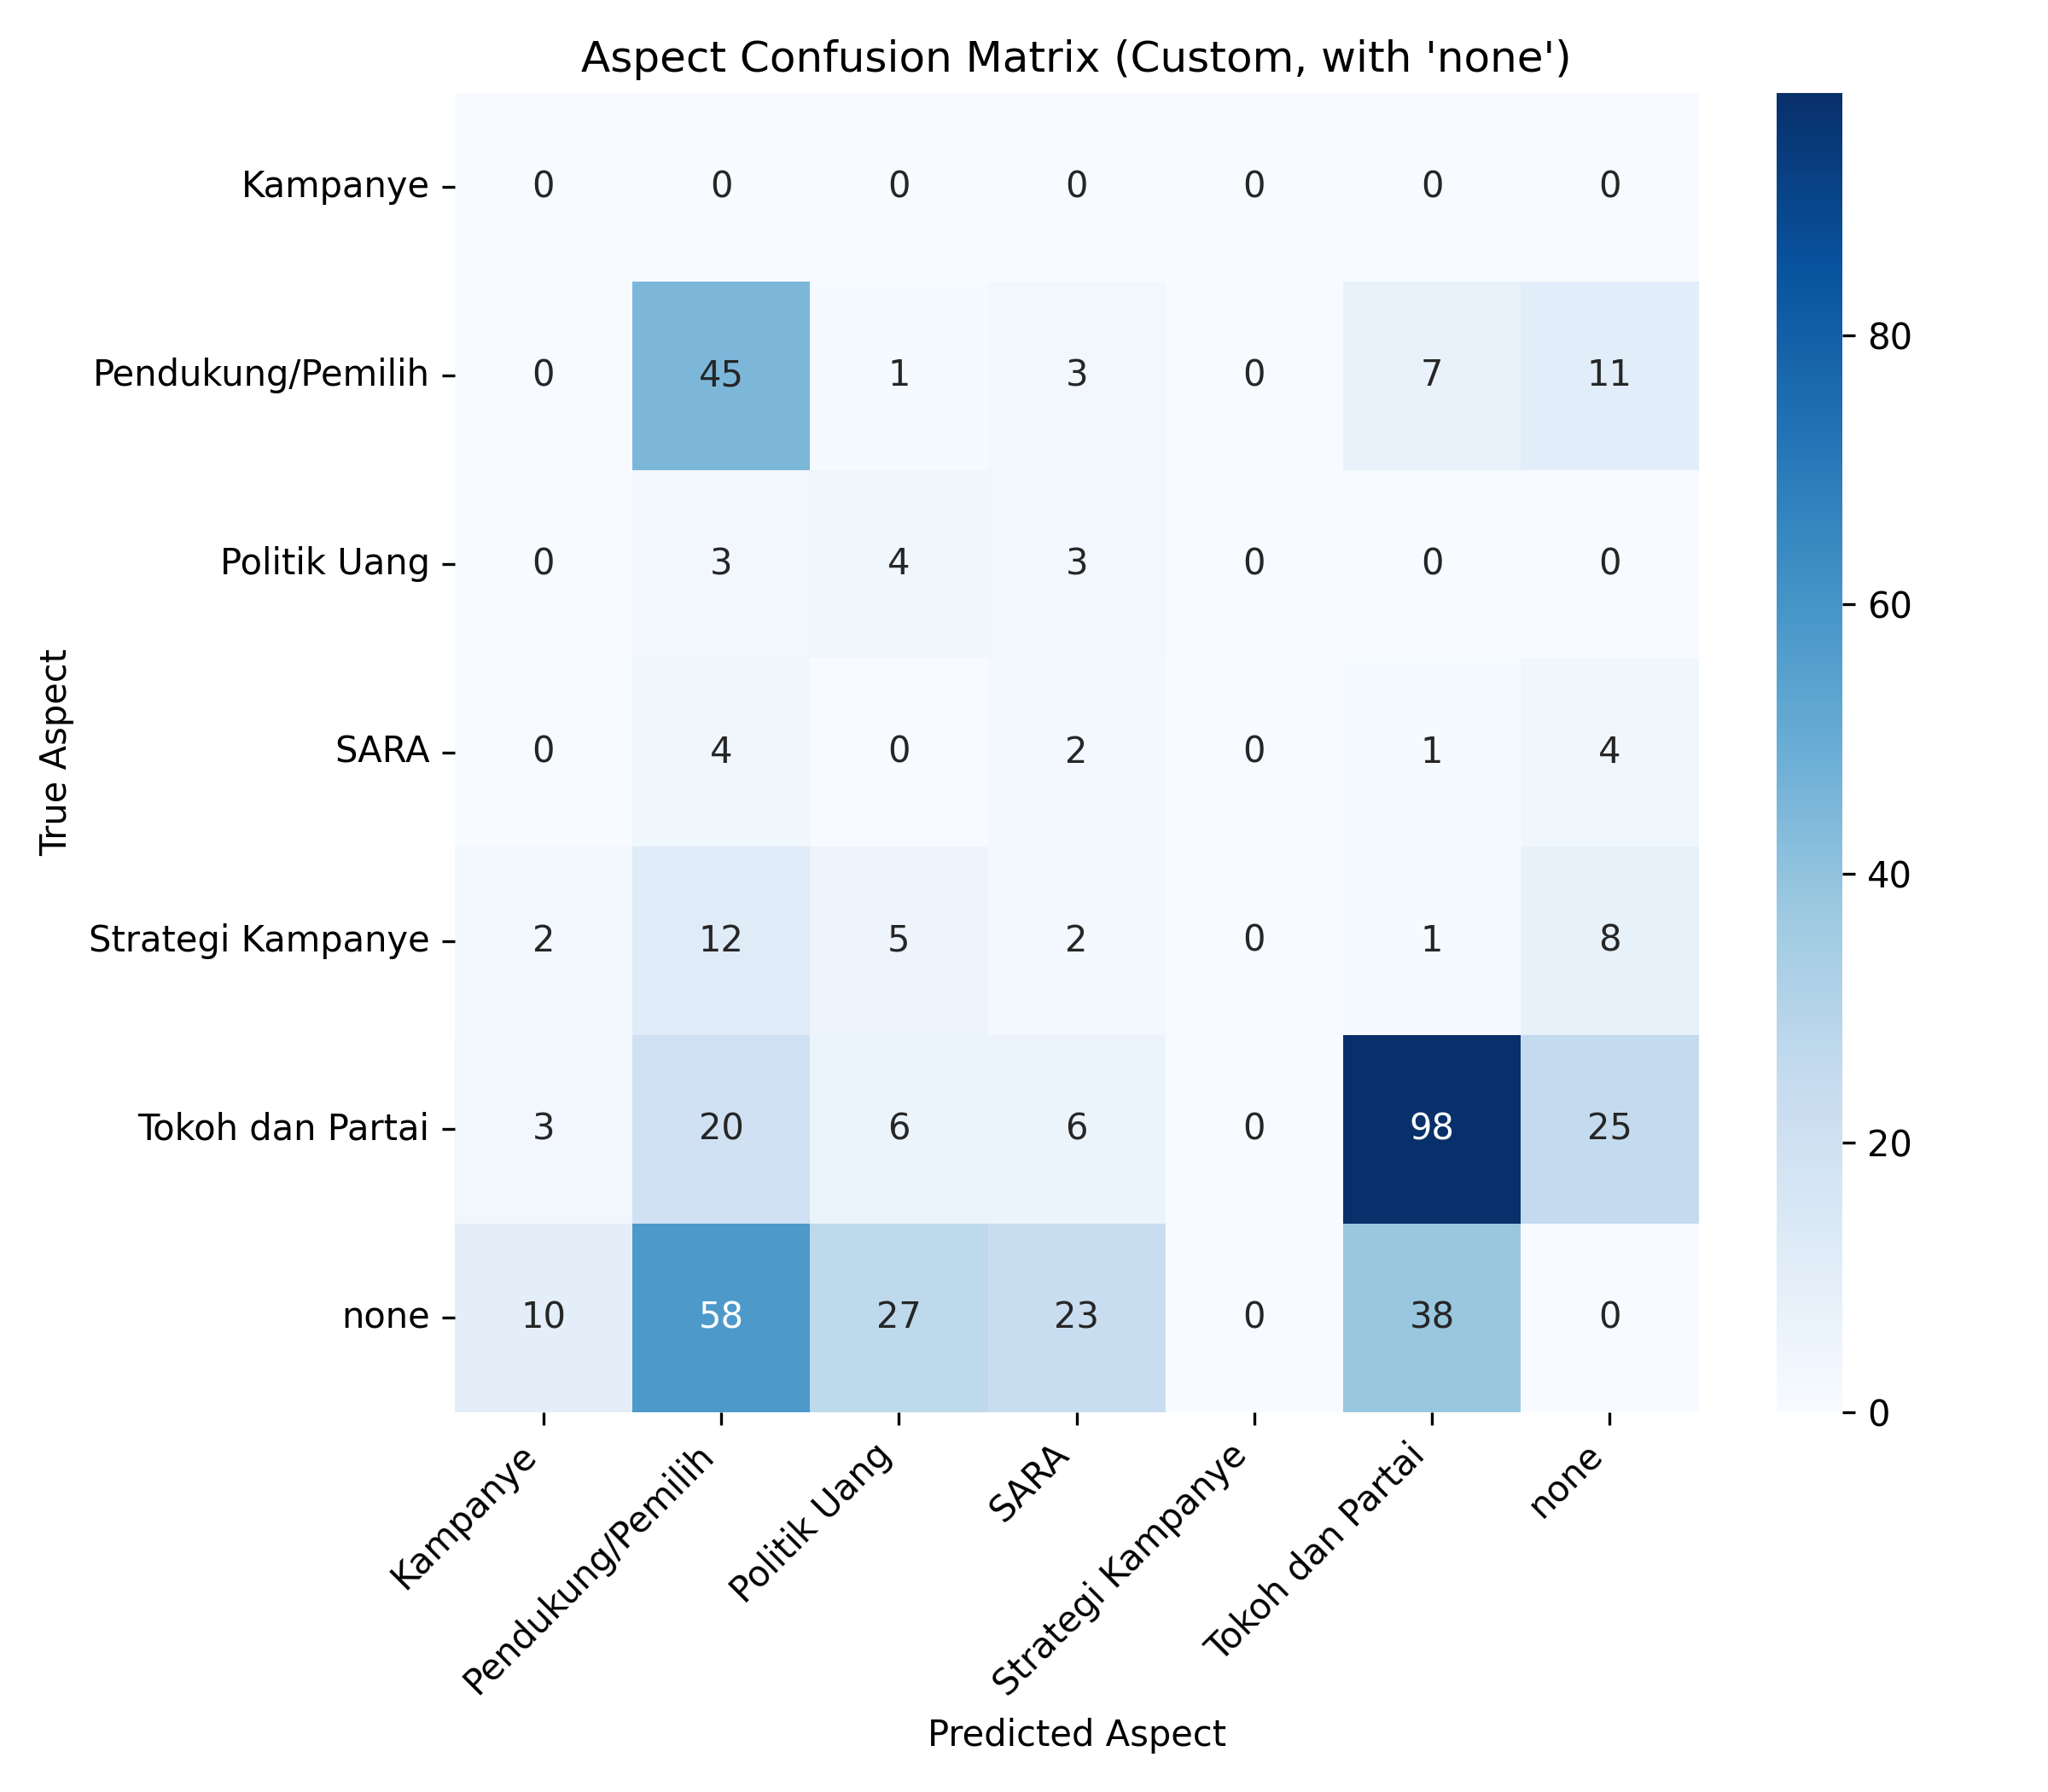 Aspect Confusion Matrix (Custom, with 'none')
Kampanye 0 0 0 0 0 0 0
Pendukung/Pemilih 0 45 1 3 0 7 11
Politik Uang 0 3 4 3 0 0 0
SARA 0 4 0 2 0 1 4
Strategi Kampanye 2 12 5 2 0 1 8
Tokoh dan Partai 3 20 6 6 0 98 25
none 10 58 27 23 0 38 0
True Aspect
Kampanye Pendukung/Pemilih Politik Uang SARA Strategi Kampanye Tokoh dan Partai none
Predicted Aspect
80
60
40
20
0